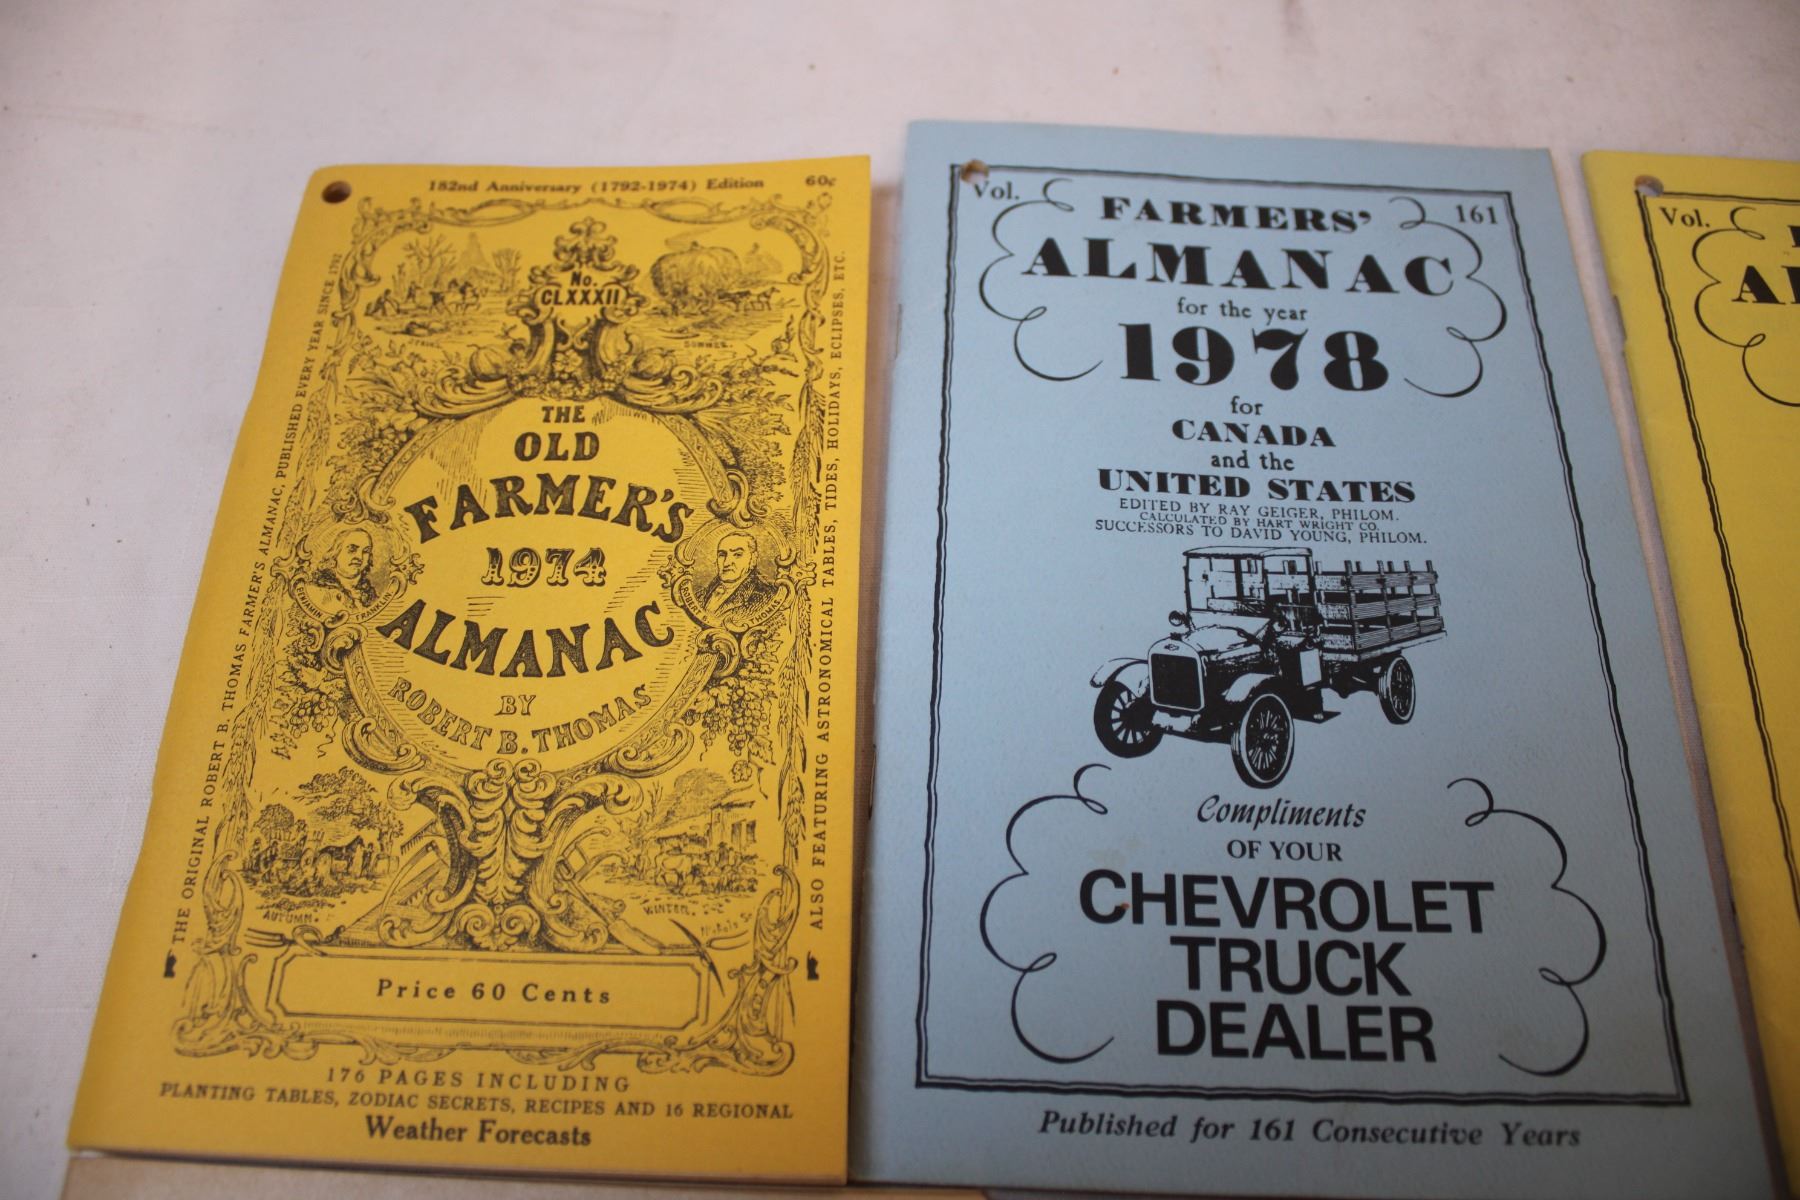 182nd Anniversary (1792-1974) Edition 60¢
No.
CLXXXII
SUMMER.
THE
OLD
FARMER'S
1974
ALMANAC
BY
ROBERT B. THOMAS
BENJAMIN FRANKLIN
ROBERT THOMAS
AUTUMN.
WINTER.
Price 60 Cents
THE ORIGINAL ROBERT B. THOMAS FARMER'S ALMANAC, PUBLISHED EVERY YEAR SINCE 1792
ALSO FEATURING ASTRONOMICAL TABLES, TIDES, HOLIDAYS, ECLIPSES, ETC.
176 PAGES INCLUDING
PLANTING TABLES, ZODIAC SECRETS, RECIPES AND 16 REGIONAL
Weather Forecasts
Vol. 161
FARMERS'
ALMANAC
for the year
1978
for
CANADA
and the
UNITED STATES
EDITED BY RAY GEIGER, PHILOM.
CALCULATED BY HART WRIGHT CO.
SUCCESSORS TO DAVID YOUNG, PHILOM.
Compliments
OF YOUR
CHEVROLET
TRUCK
DEALER
Published for 161 Consecutive Years
Vol.